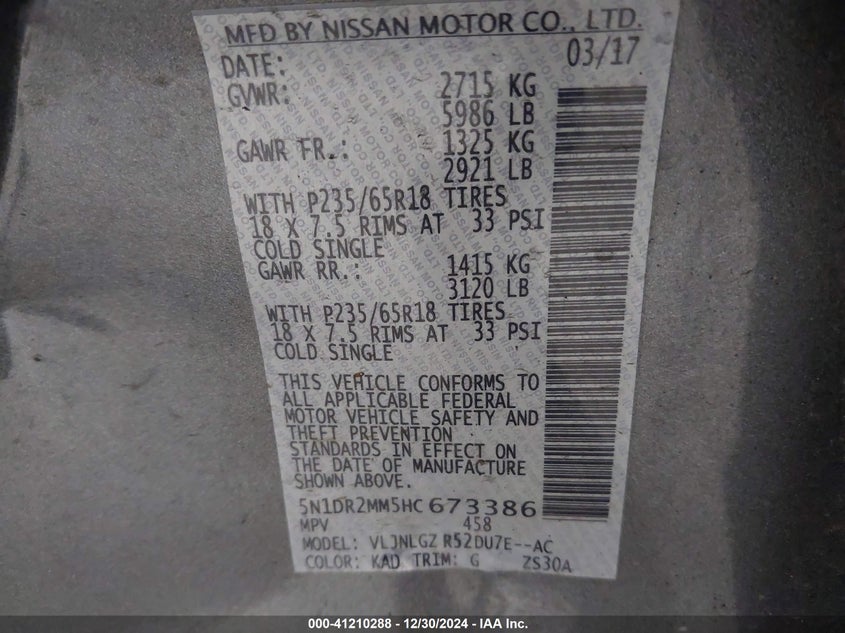 MFD BY NISSAN MOTOR CO., LTD.
DATE: 03/17
GVWR: 2715 KG
5986 LB
GAWR FR.: 1325 KG
2921 LB
WITH P235/65R18 TIRES
18 X 7.5 RIMS AT 33 PSI
COLD SINGLE
GAWR RR.: 1415 KG
3120 LB
WITH P235/65R18 TIRES
18 X 7.5 RIMS AT 33 PSI
COLD SINGLE
THIS VEHICLE CONFORMS TO
ALL APPLICABLE FEDERAL
MOTOR VEHICLE SAFETY AND
THEFT PREVENTION
STANDARDS IN EFFECT ON
THE DATE OF MANUFACTURE
SHOWN ABOVE.
5N1DR2MM5HC673386
MPV 458
MODEL: VLJNLGZ R52DU7E--AC
COLOR: KAD TRIM: G ZS30A
000-41210288 - 12/30/2024 - IAA Inc.